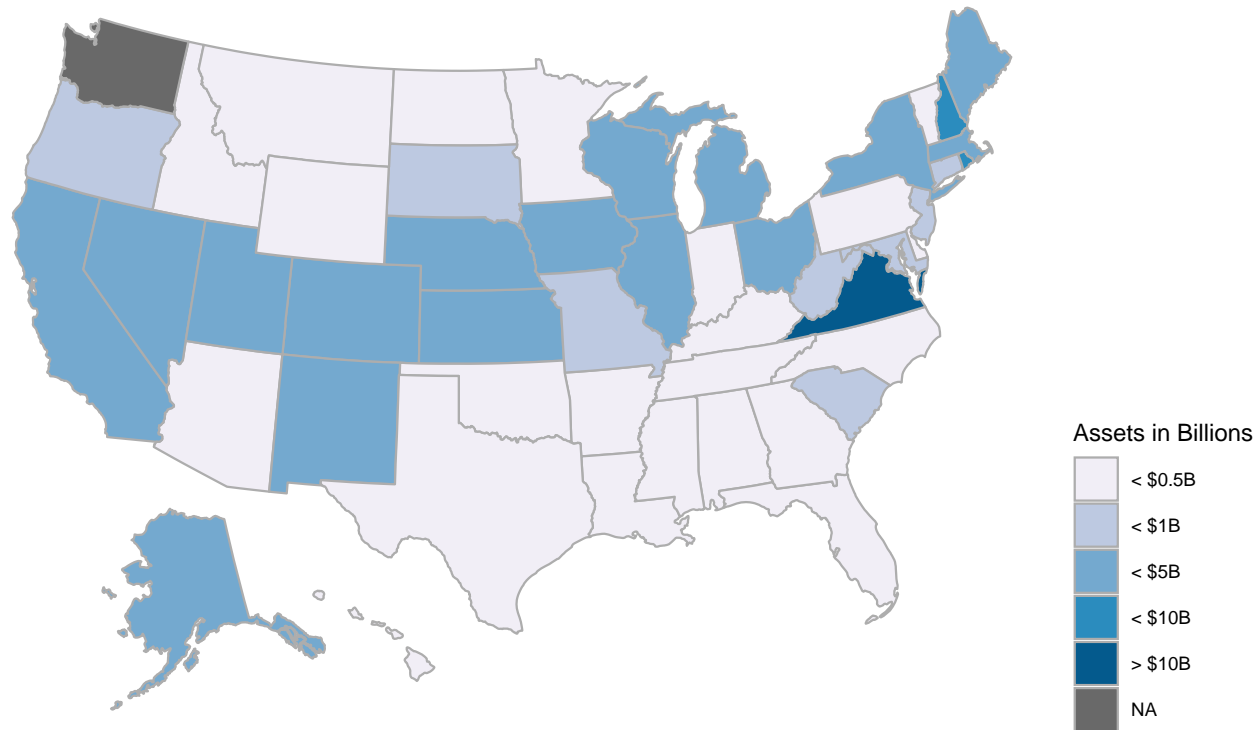 Assets in Billions
< $0.5B
< $1B
< $5B
< $10B
> $10B
NA